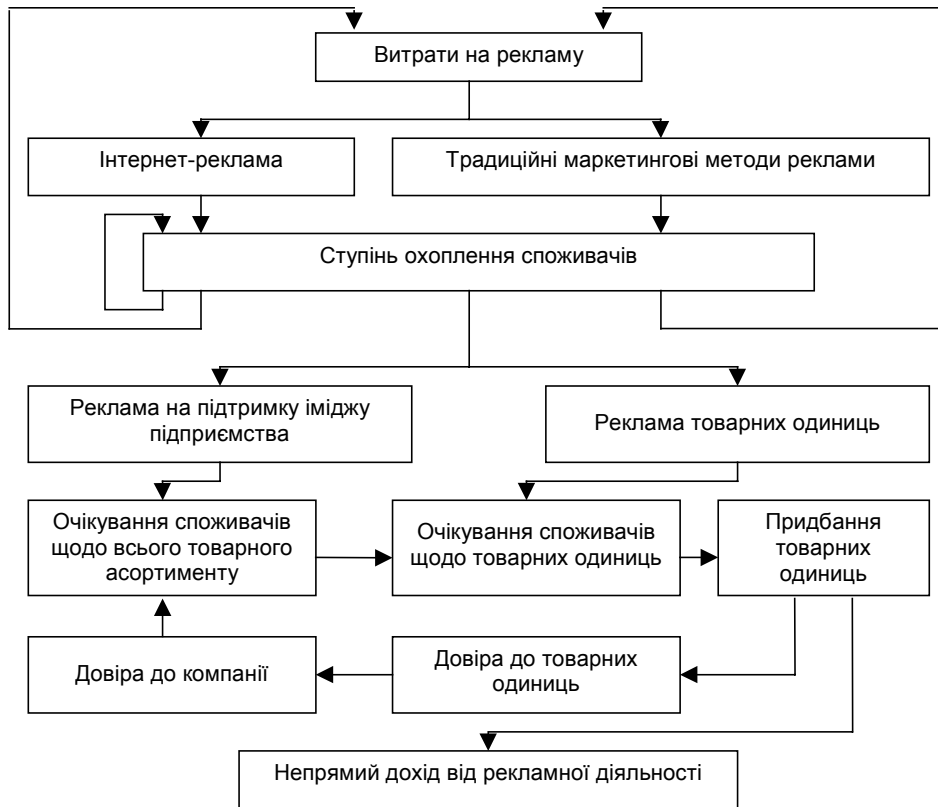 Витрати на рекламу
Інтернет-реклама
Традиційні маркетингові методи реклами
Ступінь охоплення споживачів
Реклама на підтримку іміджу
підприємства
Реклама товарних одиниць
Очікування споживачів
щодо всього товарного
асортименту
Очікування споживачів
щодо товарних одиниць
Придбання
товарних
одиниць
Довіра до компанії
Довіра до товарних
одиниць
Непрямий дохід від рекламної діяльності